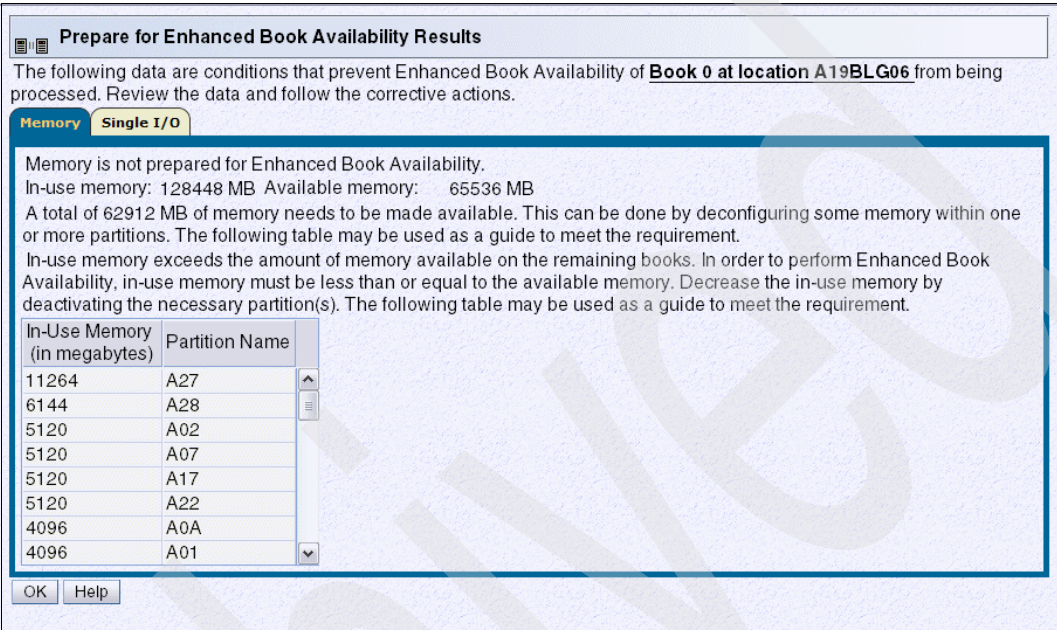 Prepare for Enhanced Book Availability Results
The following data are conditions that prevent Enhanced Book Availability of Book 0 at location A19BLG06 from being
processed. Review the data and follow the corrective actions.
Memory Single I/O
Memory is not prepared for Enhanced Book Availability.
In-use memory: 128448 MB Available memory: 65536 MB
A total of 62912 MB of memory needs to be made available. This can be done by deconfiguring some memory within one
or more partitions. The following table may be used as a guide to meet the requirement.
In-use memory exceeds the amount of memory available on the remaining books. In order to perform Enhanced Book
Availability, in-use memory must be less than or equal to the available memory. Decrease the in-use memory by
deactivating the necessary partition(s). The following table may be used as a guide to meet the requirement.
In-Use Memory
(in megabytes) Partition Name
11264 A27
6144 A28
5120 A02
5120 A07
5120 A17
5120 A22
4096 A0A
4096 A01
OK Help